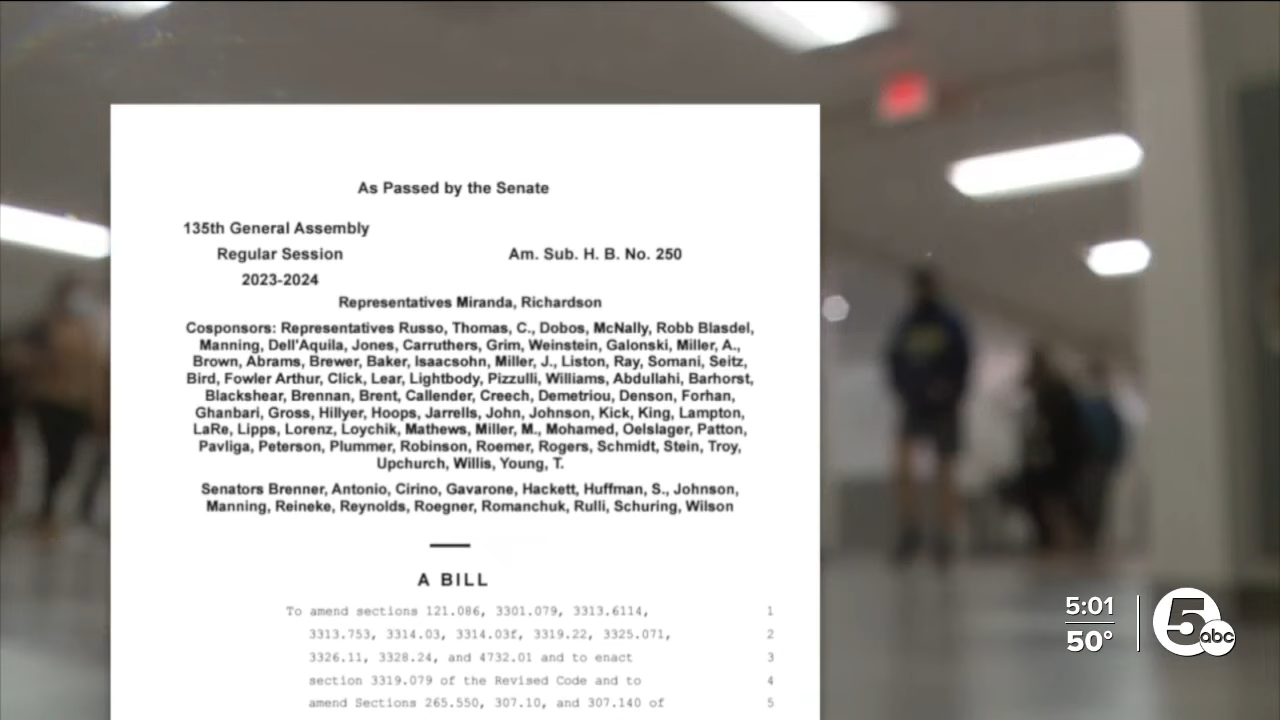 As Passed by the Senate
135th General Assembly
Regular Session Am. Sub. H. B. No. 250
2023-2024
Representatives Miranda, Richardson
Cosponsors: Representatives Russo, Thomas, C., Dobos, McNally, Robb Blasdel,
Manning, Dell'Aquila, Jones, Carruthers, Grim, Weinstein, Galonski, Miller, A.,
Brown, Abrams, Brewer, Baker, Isaacsohn, Miller, J., Liston, Ray, Somani, Seitz,
Bird, Fowler Arthur, Click, Lear, Lightbody, Pizzulli, Williams, Abdullahi, Barhorst,
Blackshear, Brennan, Brent, Callender, Creech, Demetriou, Denson, Forhan,
Ghanbari, Gross, Hillyer, Hoops, Jarrells, John, Johnson, Kick, King, Lampton,
LaRe, Lipps, Lorenz, Loychik, Mathews, Miller, M., Mohamed, Oelslager, Patton,
Pavliga, Peterson, Plummer, Robinson, Roemer, Rogers, Schmidt, Stein, Troy,
Upchurch, Willis, Young, T.
Senators Brenner, Antonio, Cirino, Gavarone, Hackett, Huffman, S., Johnson,
Manning, Reineke, Reynolds, Roegner, Romanchuk, Rulli, Schuring, Wilson
A BILL
To amend sections 121.086, 3301.079, 3313.6114, 1
3313.753, 3314.03, 3314.03f, 3319.22, 3325.071, 2
3326.11, 3328.24, and 4732.01 and to enact 3
section 3319.079 of the Revised Code and to 4
amend Sections 265.550, 307.10, and 307.140 of 5
5:01
50°
5 abc